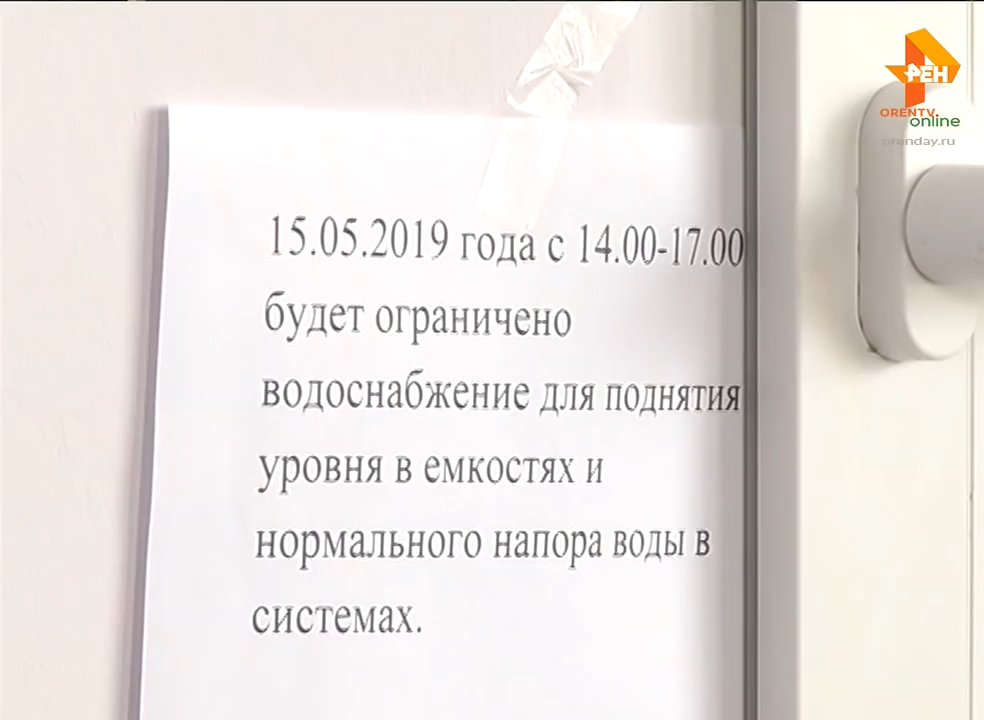 РЕН
ORENTV.
online
orenday.ru
15.05.2019 года с 14.00-17.00
будет ограничено
водоснабжение для поднятия
уровня в емкостях и
нормального напора воды в
системах.